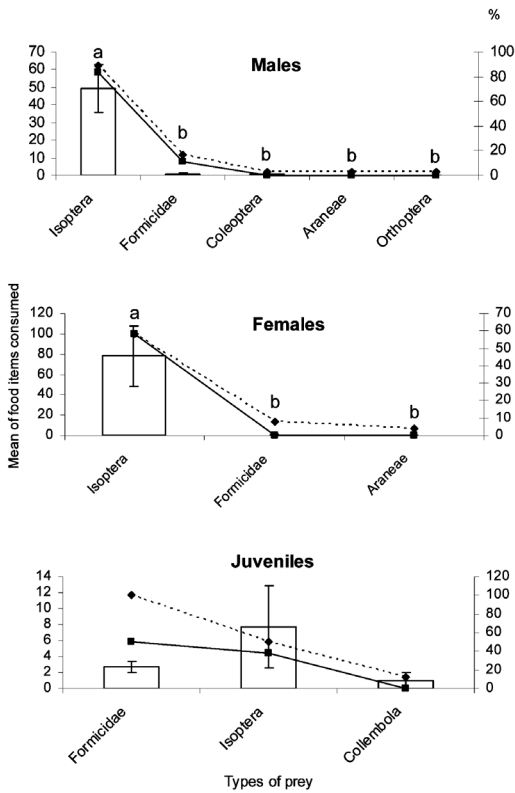 %
Males
70 60 50 40 30 20 10 0
a b b b b
100 80 60 40 20 0
Isoptera Formicidae Coleoptera Araneae Orthoptera
Mean of food items consumed
Females
120 100 80 60 40 20 0
a b b
70 60 50 40 30 20 10 0
Isoptera Formicidae Araneae
Juveniles
14 12 10 8 6 4 2 0
120 100 80 60 40 20 0
Formicidae Isoptera Collembola
Types of prey